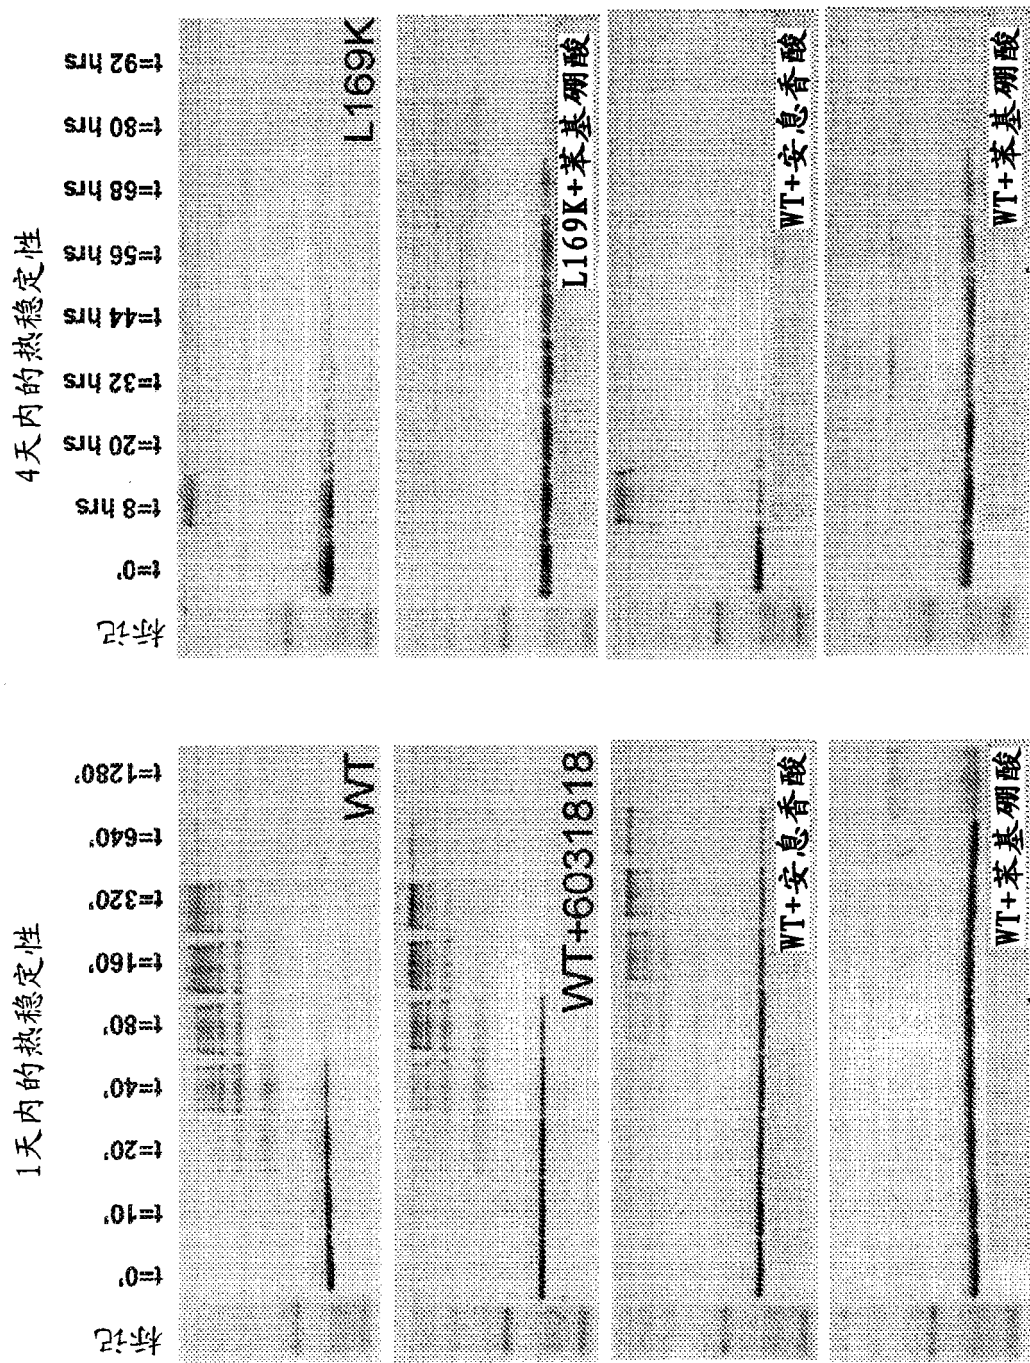 1天内的热稳定性
标记
t=0'
t=10'
t=20'
t=40'
t=80'
t=160'
t=320'
t=640'
t=1280'
WT
WT+6031818
WT+安息香酸
WT+苯基硼酸
4天内的热稳定性
标记
t=0'
t=8 hrs
t=20 hrs
t=32 hrs
t=44 hrs
t=56 hrs
t=68 hrs
t=80 hrs
t=92 hrs
L169K
L169K+苯基硼酸
WT+安息香酸
WT+苯基硼酸